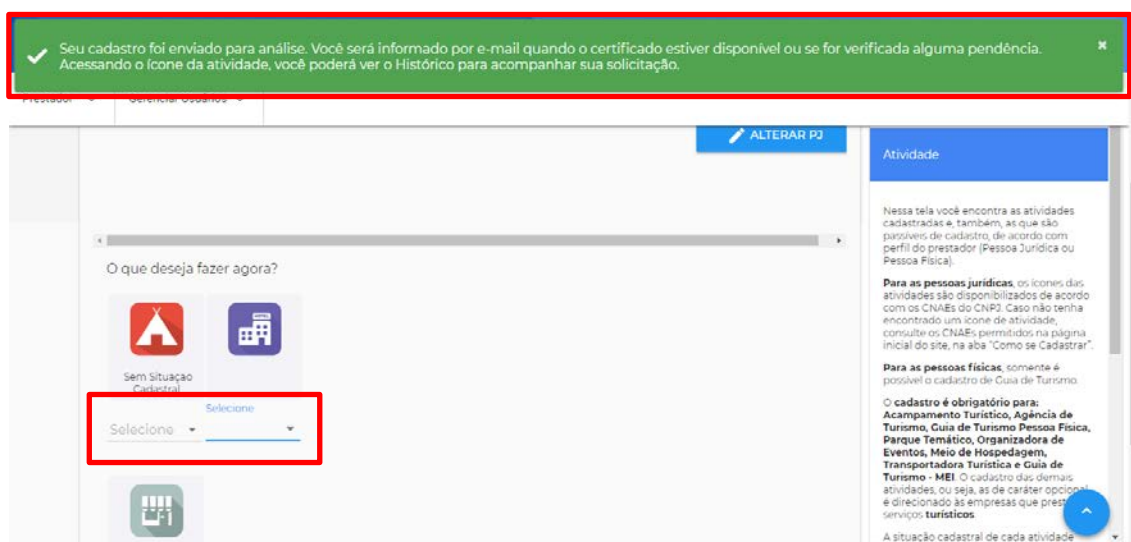 Seu cadastro foi enviado para análise. Você será informado por e-mail quando o certificado estiver disponível ou se for verificada alguma pendência.
Acessando o ícone da atividade, você poderá ver o Histórico para acompanhar sua solicitação.
×
Prestador
Gerenciar Usuários
ALTERAR PJ
O que deseja fazer agora?
Sem Situação
Cadastral
Selecione
Selecione
Atividade
Nessa tela você encontra as atividades
cadastradas e, também, as que são
passíveis de cadastro, de acordo com
perfil do prestador (Pessoa Jurídica ou
Pessoa Física).
Para as pessoas jurídicas, os ícones das
atividades são disponibilizados de acordo
com os CNAEs do CNPJ. Caso não tenha
encontrado um ícone de atividade,
consulte os CNAEs permitidos na página
inicial do site, na aba "Como se Cadastrar".
Para as pessoas físicas, somente é
possível o cadastro de Guia de Turismo.
O cadastro é obrigatório para:
Acampamento Turístico, Agência de
Turismo, Guia de Turismo Pessoa Física,
Parque Temático, Organizadora de
Eventos, Meio de Hospedagem,
Transportadora Turística e Guia de
Turismo - MEI. O cadastro das demais
atividades, ou seja, as de caráter opcional
é direcionado às empresas que prest
serviços turísticos
A situação cadastral de cada atividade